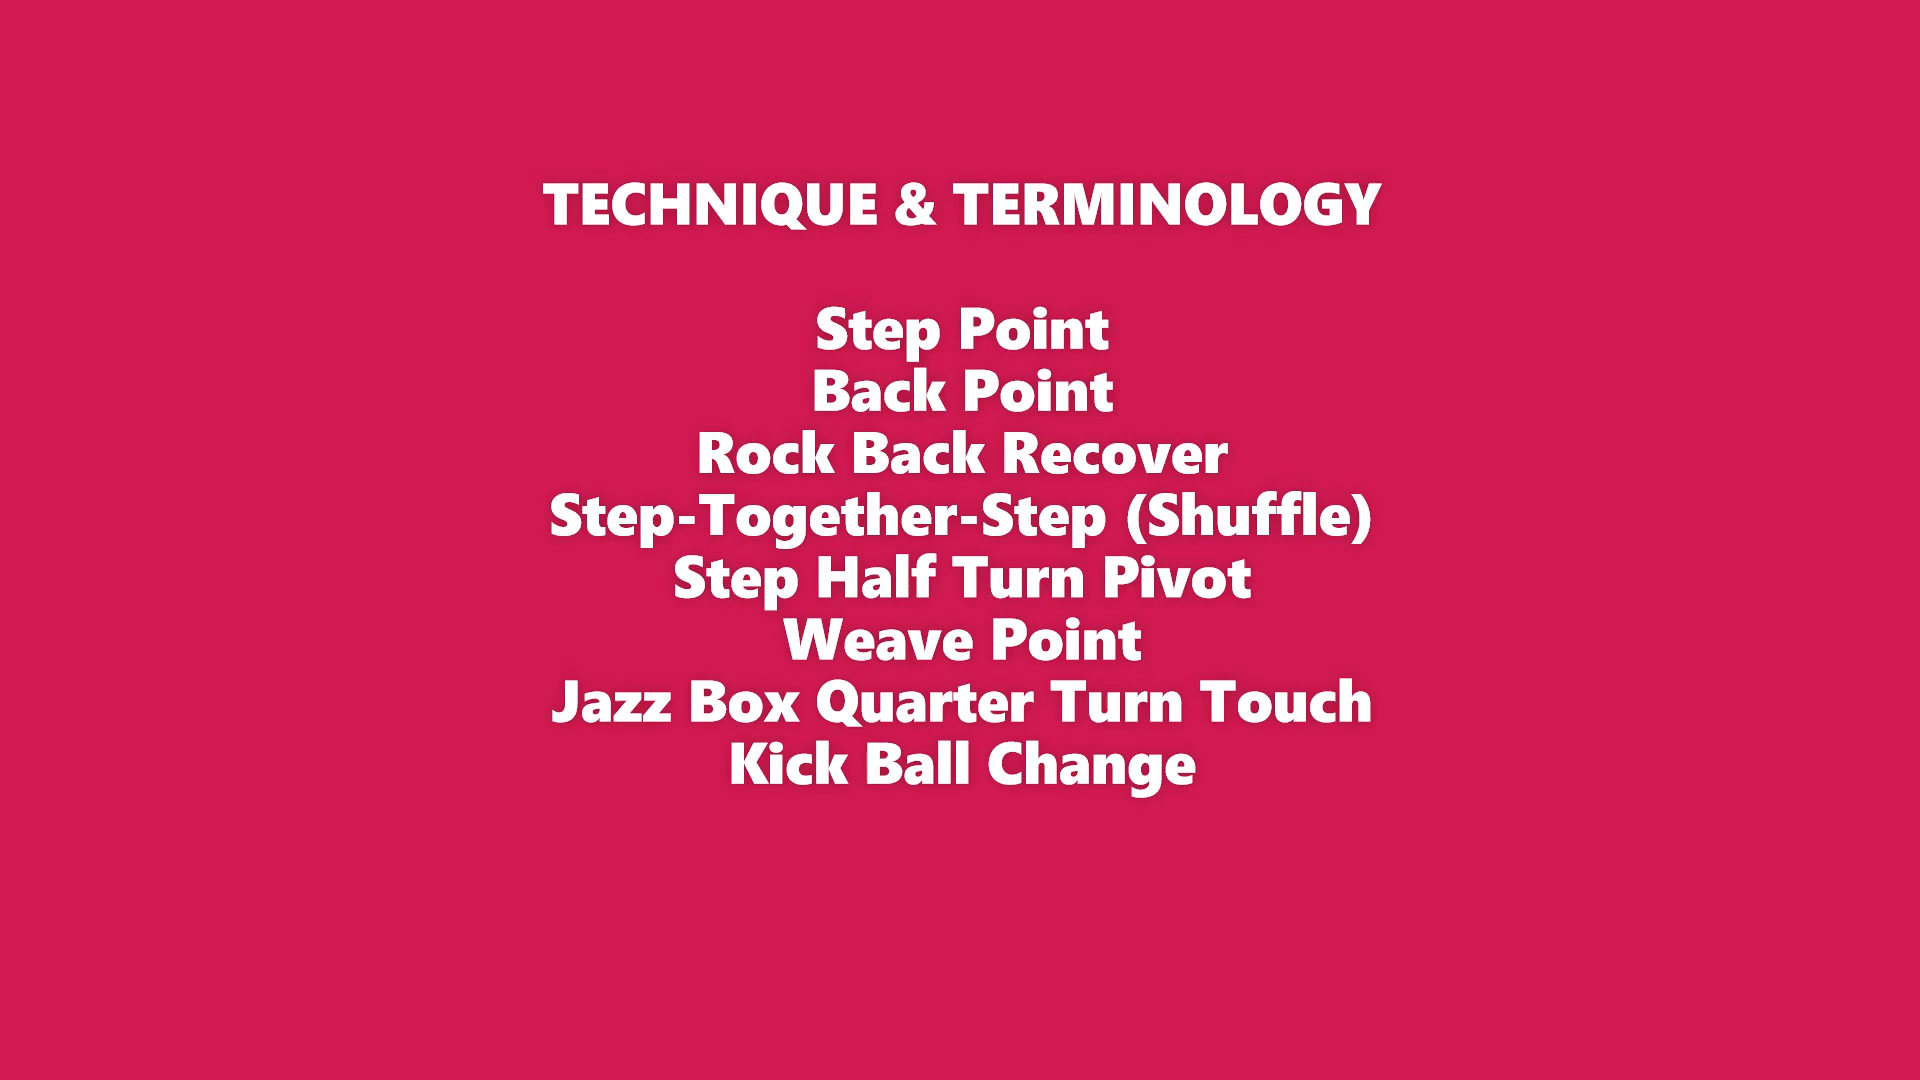 TECHNIQUE & TERMINOLOGY
Step Point
Back Point
Rock Back Recover
Step-Together-Step (Shuffle)
Step Half Turn Pivot
Weave Point
Jazz Box Quarter Turn Touch
Kick Ball Change